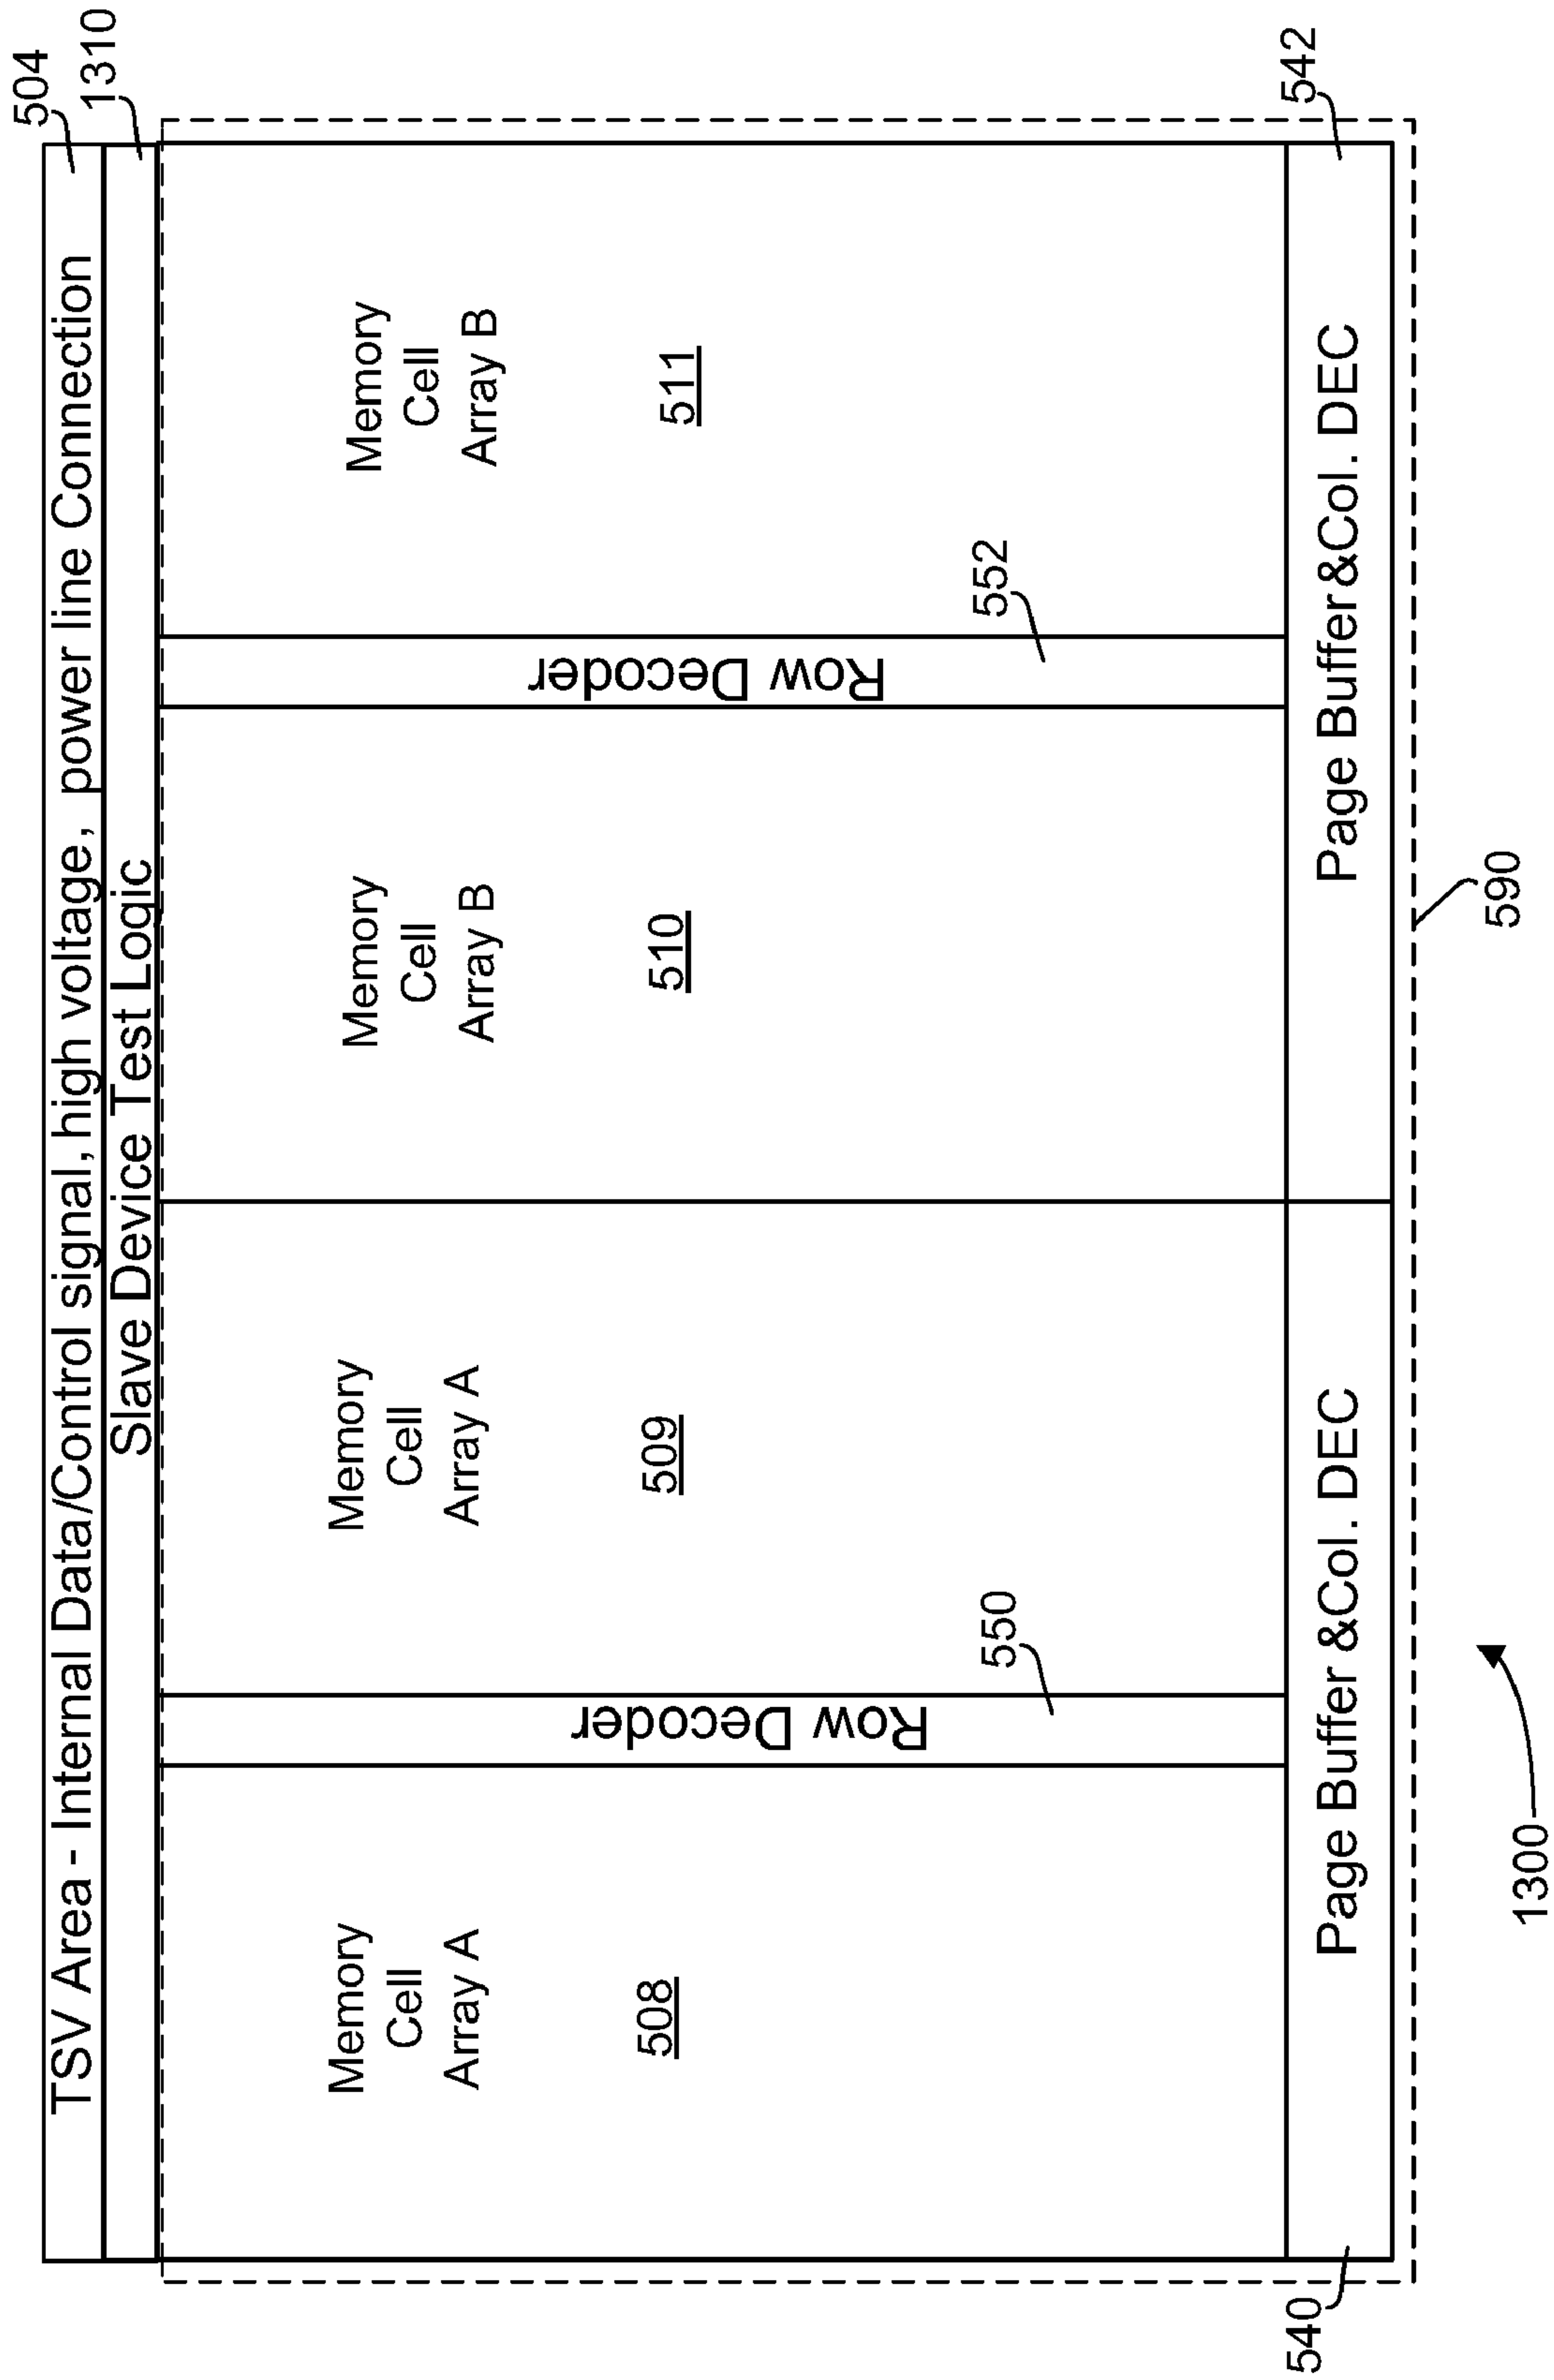 504
1310
TSV Area - Internal Data/Control signal, high voltage, power line Connection
Slave Device Test Logic
Memory
Cell
Array A
508
Row Decoder
550
Memory
Cell
Array A
509
Memory
Cell
Array B
510
Row Decoder
552
Memory
Cell
Array B
511
Page Buffer &Col. DEC
540
Page Buffer&Col. DEC
542
590
1300